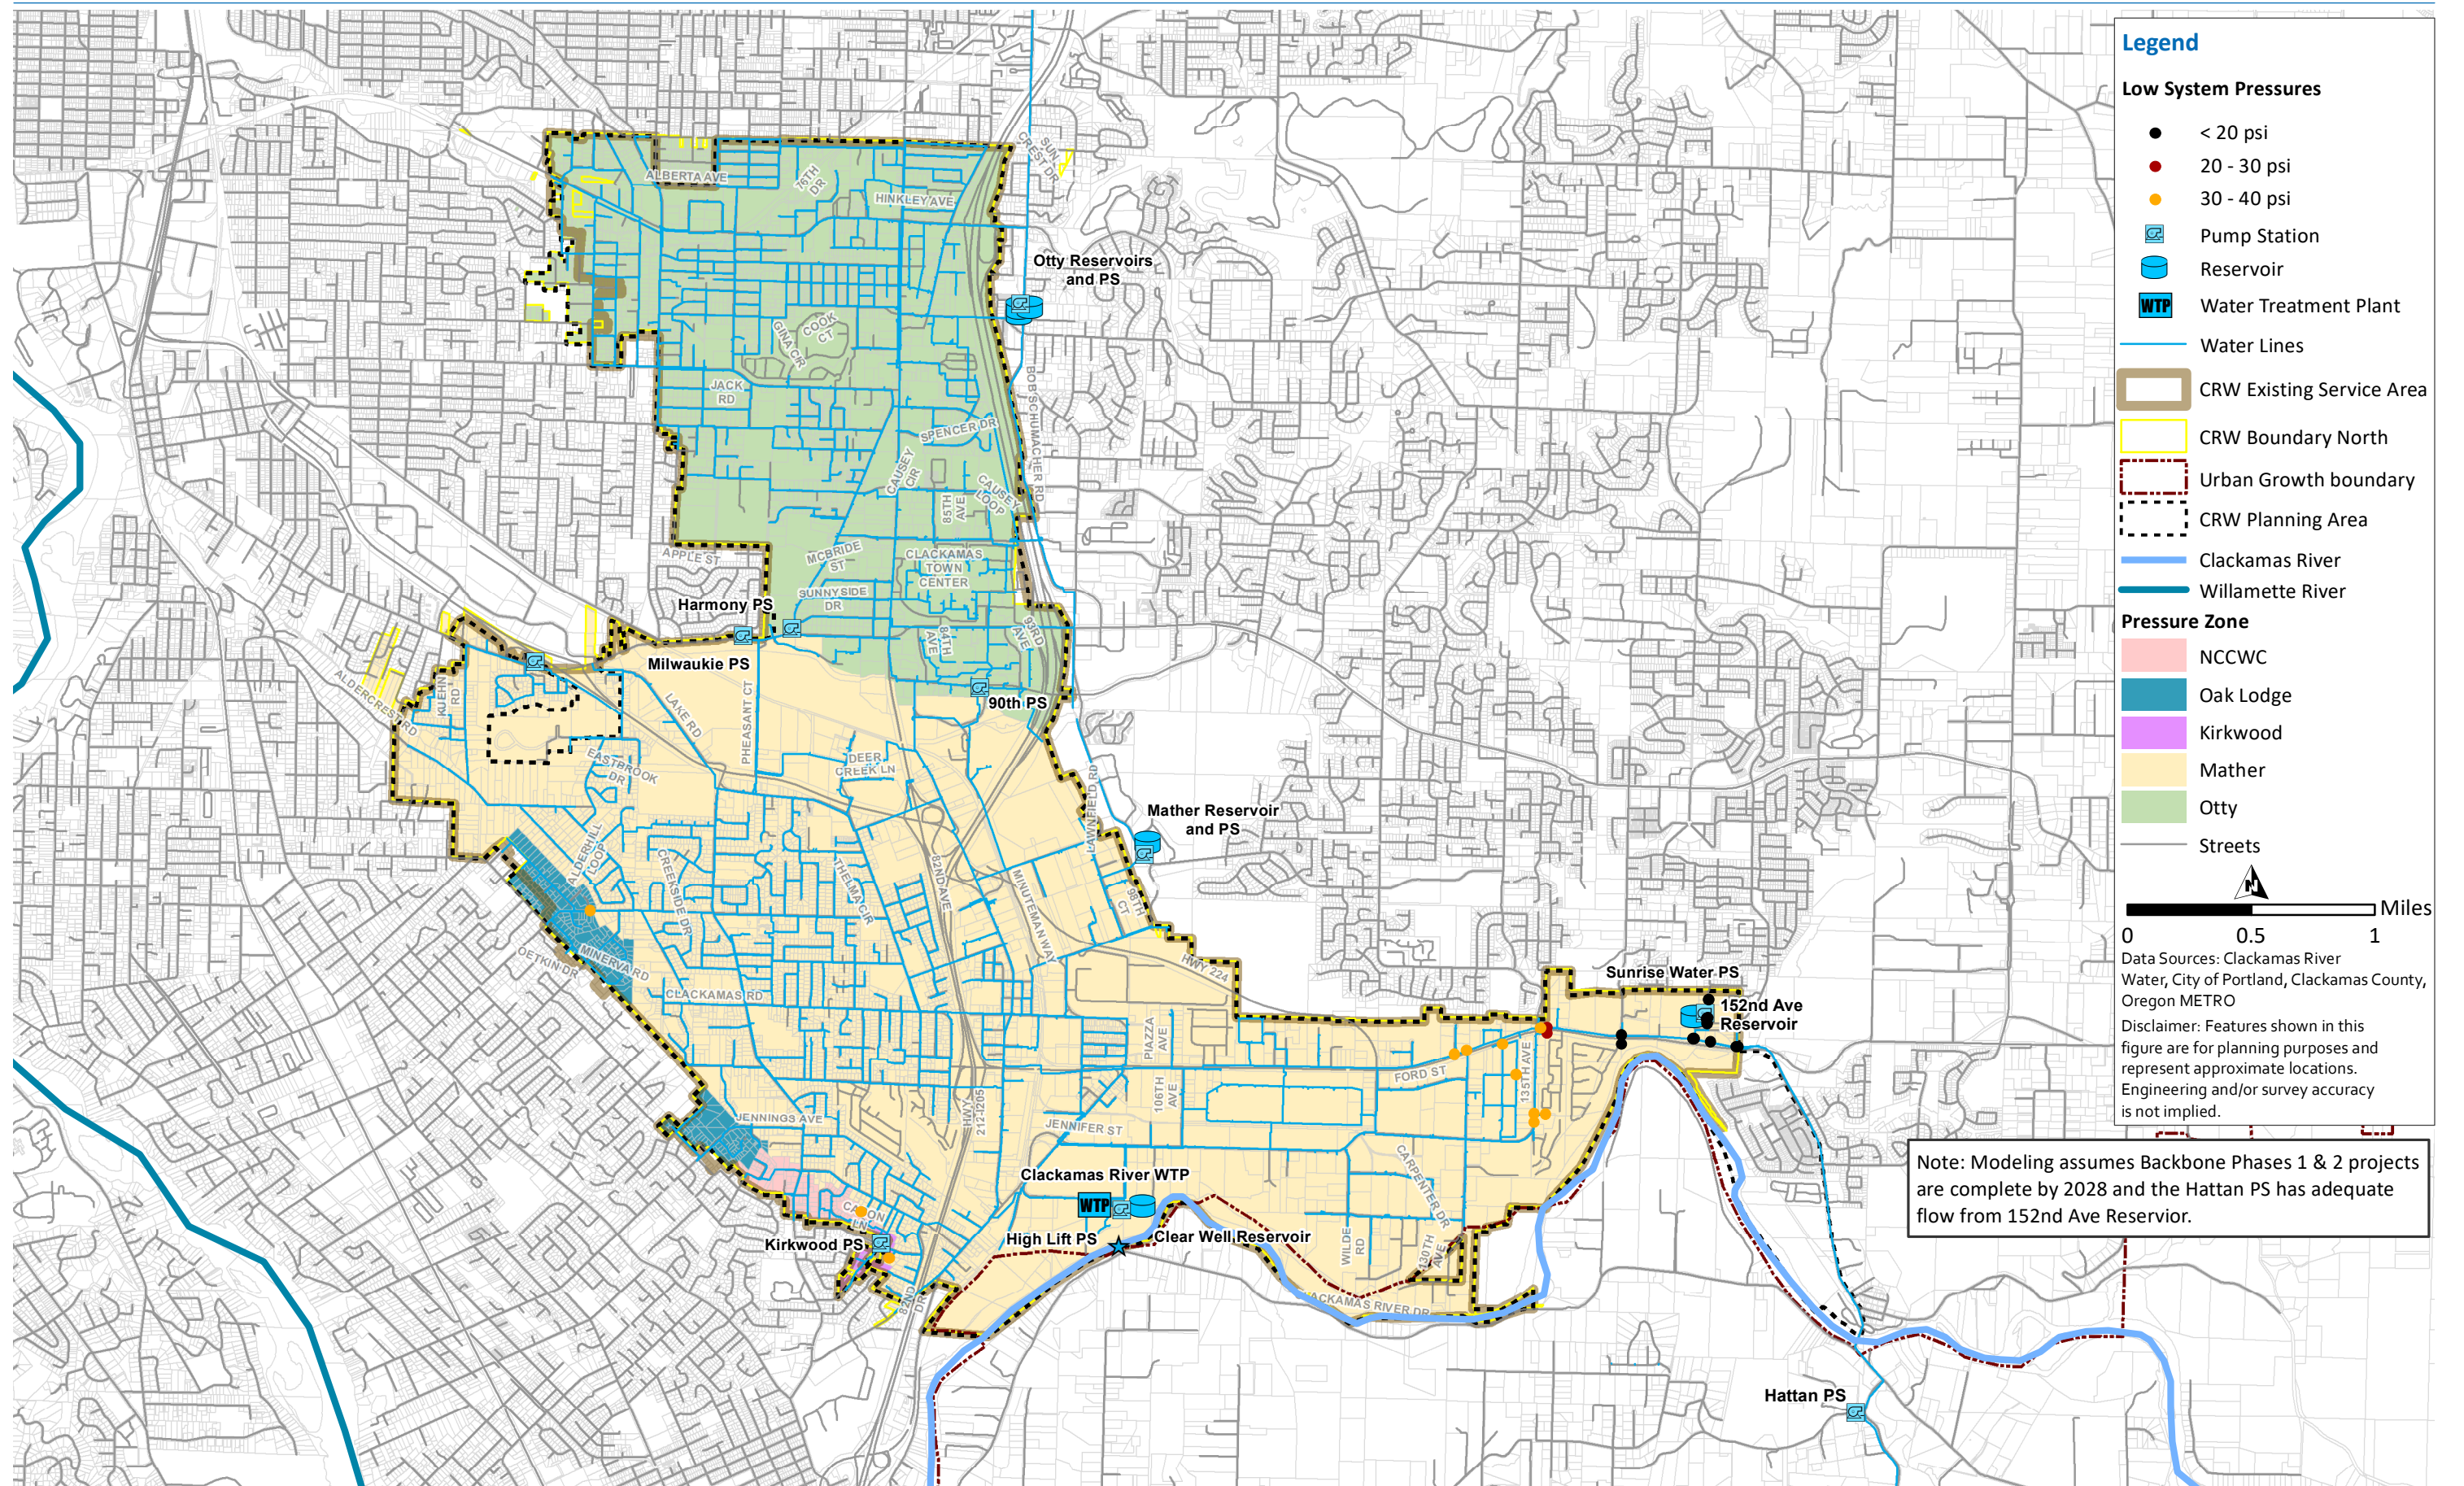 ALBERTA AVE
76TH
DR
HINKLEY AVE
SUN
CREST DR
Otty Reservoirs
and PS
GINA CIR
COOK
CT
JACK
RD
BOB SCHUMACHER RD
SPENCER DR
CAUSEY
CIR
CAUSEY
LOOP
85TH
AVE
APPLE ST
MCBRIDE
ST
CLACKAMAS
TOWN
CENTER
SUNNYSIDE
DR
Harmony PS
Milwaukie PS
84TH
AVE
93RD
AVE
90th PS
ALDERCREST RD
KUEHN
RD
LAKE RD
PHEASANT CT
EASTBROOK
DR
DEER
CREEK LN
LAWNFIELD RD
Mather Reservoir
and PS
ALDERHILL
LOOP
CREEKSIDE DR
THELMA CIR
82ND AVE
MINUTEMAN WAY
98TH
CT
OETKIN DR
MINERVA RD
CLACKAMAS RD
HWY 224
Sunrise Water PS
152nd Ave
Reservoir
PIAZZA
AVE
FORD ST
135TH AVE
106TH
AVE
JENNINGS AVE
HWY
212-I205
JENNIFER ST
CARPENTER DR
Clackamas River WTP
WTP
CASON
LN
Kirkwood PS
High Lift PS
Clear Well Reservoir
WILDE
RD
130TH
AVE
82ND
DR
ACKAMAS RIVER DR
Hattan PS
Legend
Low System Pressures
< 20 psi
20 - 30 psi
30 - 40 psi
Pump Station
Reservoir
WTP Water Treatment Plant
Water Lines
CRW Existing Service Area
CRW Boundary North
Urban Growth boundary
CRW Planning Area
Clackamas River
Willamette River
Pressure Zone
NCCWC
Oak Lodge
Kirkwood
Mather
Otty
Streets
N
Miles
0 0.5 1
Data Sources: Clackamas River
Water, City of Portland, Clackamas County,
Oregon METRO
Disclaimer: Features shown in this
figure are for planning purposes and
represent approximate locations.
Engineering and/or survey accuracy
is not implied.
Note: Modeling assumes Backbone Phases 1 & 2 projects
are complete by 2028 and the Hattan PS has adequate
flow from 152nd Ave Reservior.